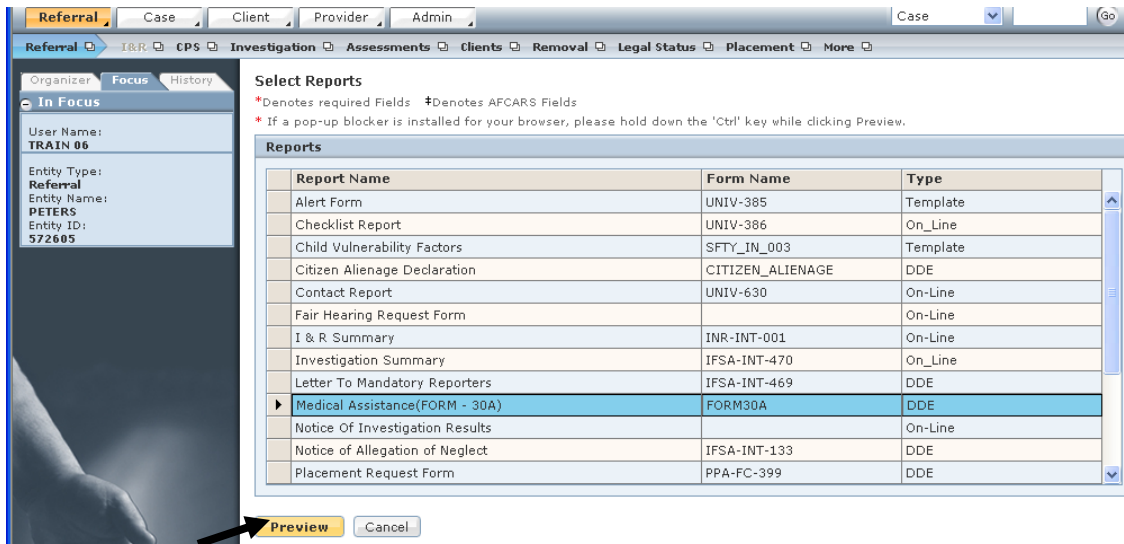 Referral Case Client Provider Admin Case Go
Referral I&R CPS Investigation Assessments Clients Removal Legal Status Placement More
Organizer Focus History
In Focus
User Name:
TRAIN 06
Entity Type:
Referral
Entity Name:
PETERS
Entity ID:
572605
Select Reports
*Denotes required Fields ‡Denotes AFCARS Fields
* If a pop-up blocker is installed for your browser, please hold down the 'Ctrl' key while clicking Preview.
Reports
Report Name Form Name Type
Alert Form UNIV-385 Template
Checklist Report UNIV-386 On_Line
Child Vulnerability Factors SFTY_IN_003 Template
Citizen Alienage Declaration CITIZEN_ALIENAGE DDE
Contact Report UNIV-630 On-Line
Fair Hearing Request Form On-Line
I & R Summary INR-INT-001 On-Line
Investigation Summary IFSA-INT-470 On_Line
Letter To Mandatory Reporters IFSA-INT-469 DDE
Medical Assistance(FORM - 30A) FORM30A DDE
Notice Of Investigation Results On-Line
Notice of Allegation of Neglect IFSA-INT-133 DDE
Placement Request Form PPA-FC-399 DDE
Preview Cancel